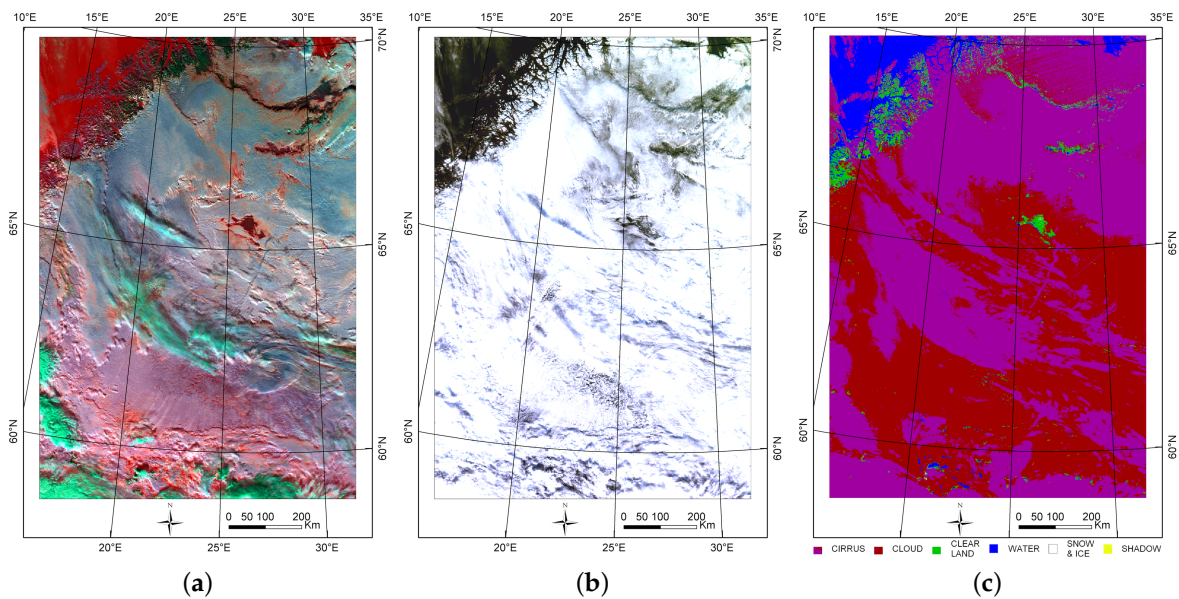 10°E 15°E 20°E 25°E 30°E 35°E
10°E 15°E 20°E 25°E 30°E 35°E
10°E 15°E 20°E 25°E 30°E 35°E
70°N 70°N 70°N
65°N 65°N 65°N 65°N 65°N 65°N
60°N 60°N 60°N 60°N 60°N 60°N
N N N
0 50 100 200
Km
0 50 100 200
Km
0 50 100 200
Km
20°E 25°E 30°E
20°E 25°E 30°E
CIRRUS CLOUD CLEAR LAND WATER SNOW & ICE SHADOW
(a) (b) (c)